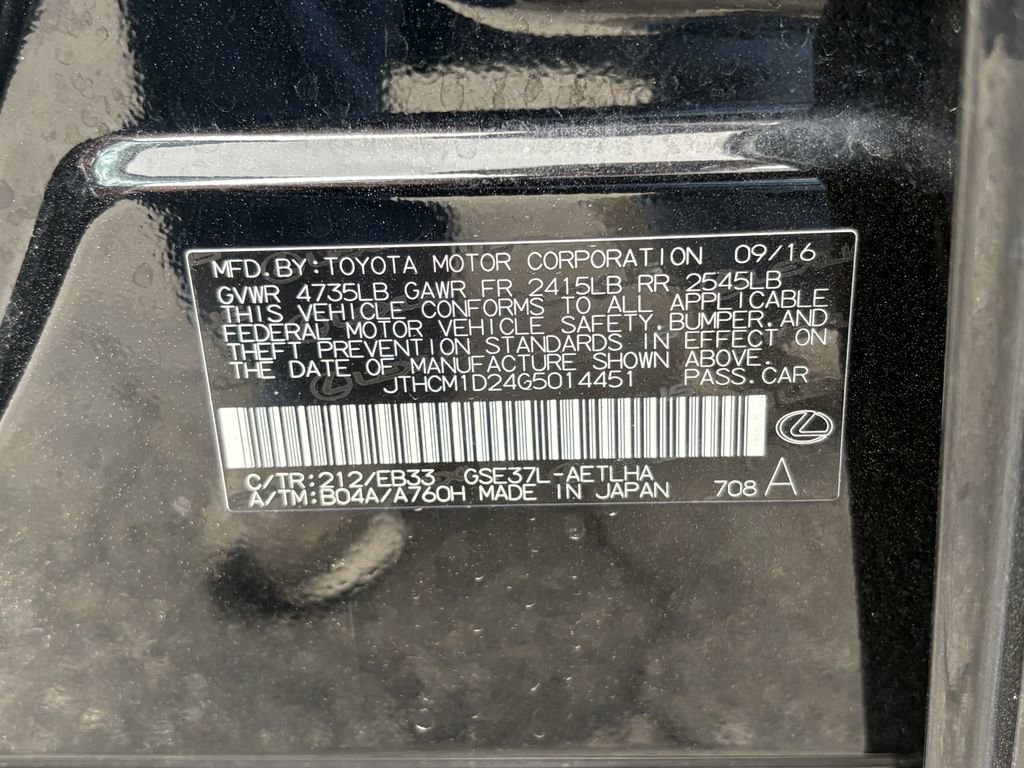 MFD.BY:TOYOTA MOTOR CORPORATION 09/16
GVWR 4735LB GAWR FR 2415LB RR 2545LB
THIS VEHICLE CONFORMS TO ALL APPLICABLE
FEDERAL MOTOR VEHICLE SAFETY,BUMPER,AND
THEFT PREVENTION STANDARDS IN EFFECT ON
THE DATE OF MANUFACTURE SHOWN ABOVE.
JTHCM1D24G5014451 PASS.CAR
C/TR:212/EB33 GSE37L-AETLHA
A/TM:B04A/A760H MADE IN JAPAN 708 A